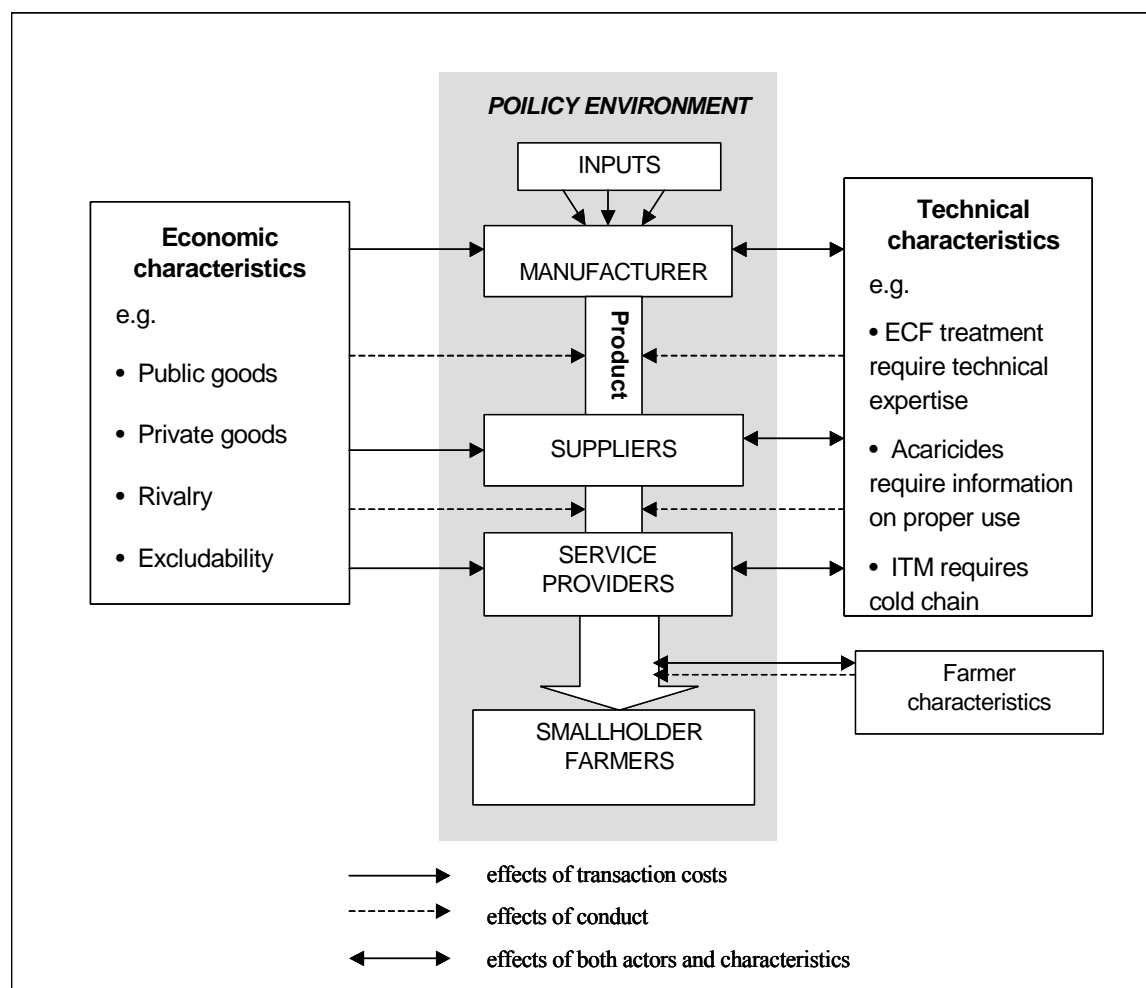 POILICY ENVIRONMENT
INPUTS
Economic
characteristics
e.g.
• Public goods
• Private goods
• Rivalry
• Excludability
MANUFACTURER
Product
SUPPLIERS
SERVICE
PROVIDERS
SMALLHOLDER
FARMERS
Technical
characteristics
e.g.
• ECF treatment
require technical
expertise
• Acaricides
require information
on proper use
• ITM requires
cold chain
Farmer
characteristics
effects of transaction costs
effects of conduct
effects of both actors and characteristics